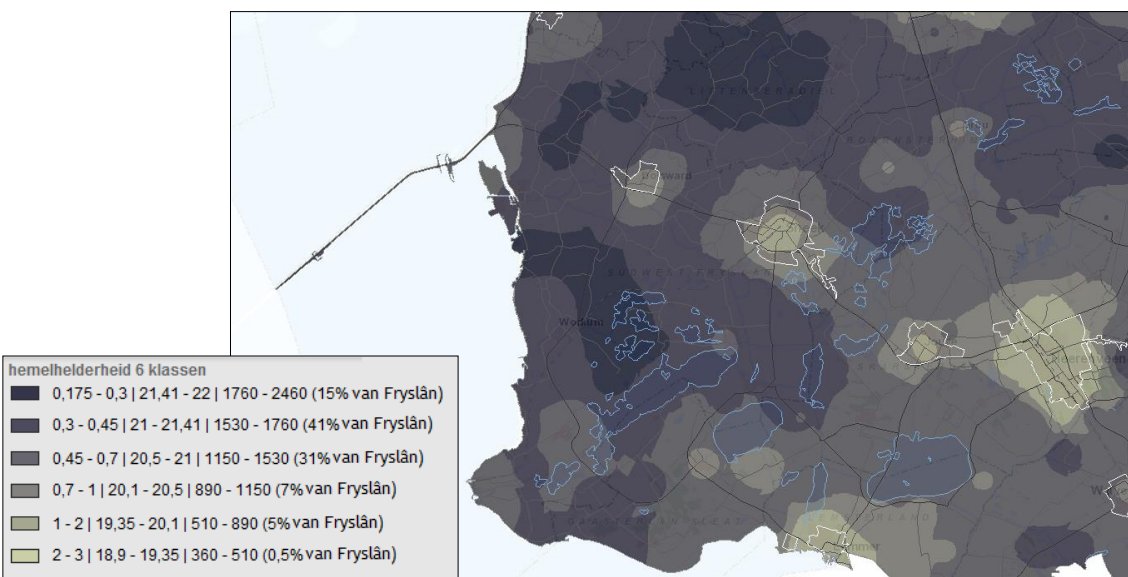 LITTENSERADIEL
Heerenveen
hemelhelderheid 6 klassen
0,175 - 0,3 | 21,41 - 22 | 1760 - 2460 (15% van Fryslân)
0,3 - 0,45 | 21 - 21,41 | 1530 - 1760 (41% van Fryslân)
0,45 - 0,7 | 20,5 - 21 | 1150 - 1530 (31% van Fryslân)
0,7 - 1 | 20,1 - 20,5 | 890 - 1150 (7% van Fryslân)
1 - 2 | 19,35 - 20,1 | 510 - 890 (5% van Fryslân)
2 - 3 | 18,9 - 19,35 | 360 - 510 (0,5% van Fryslân)